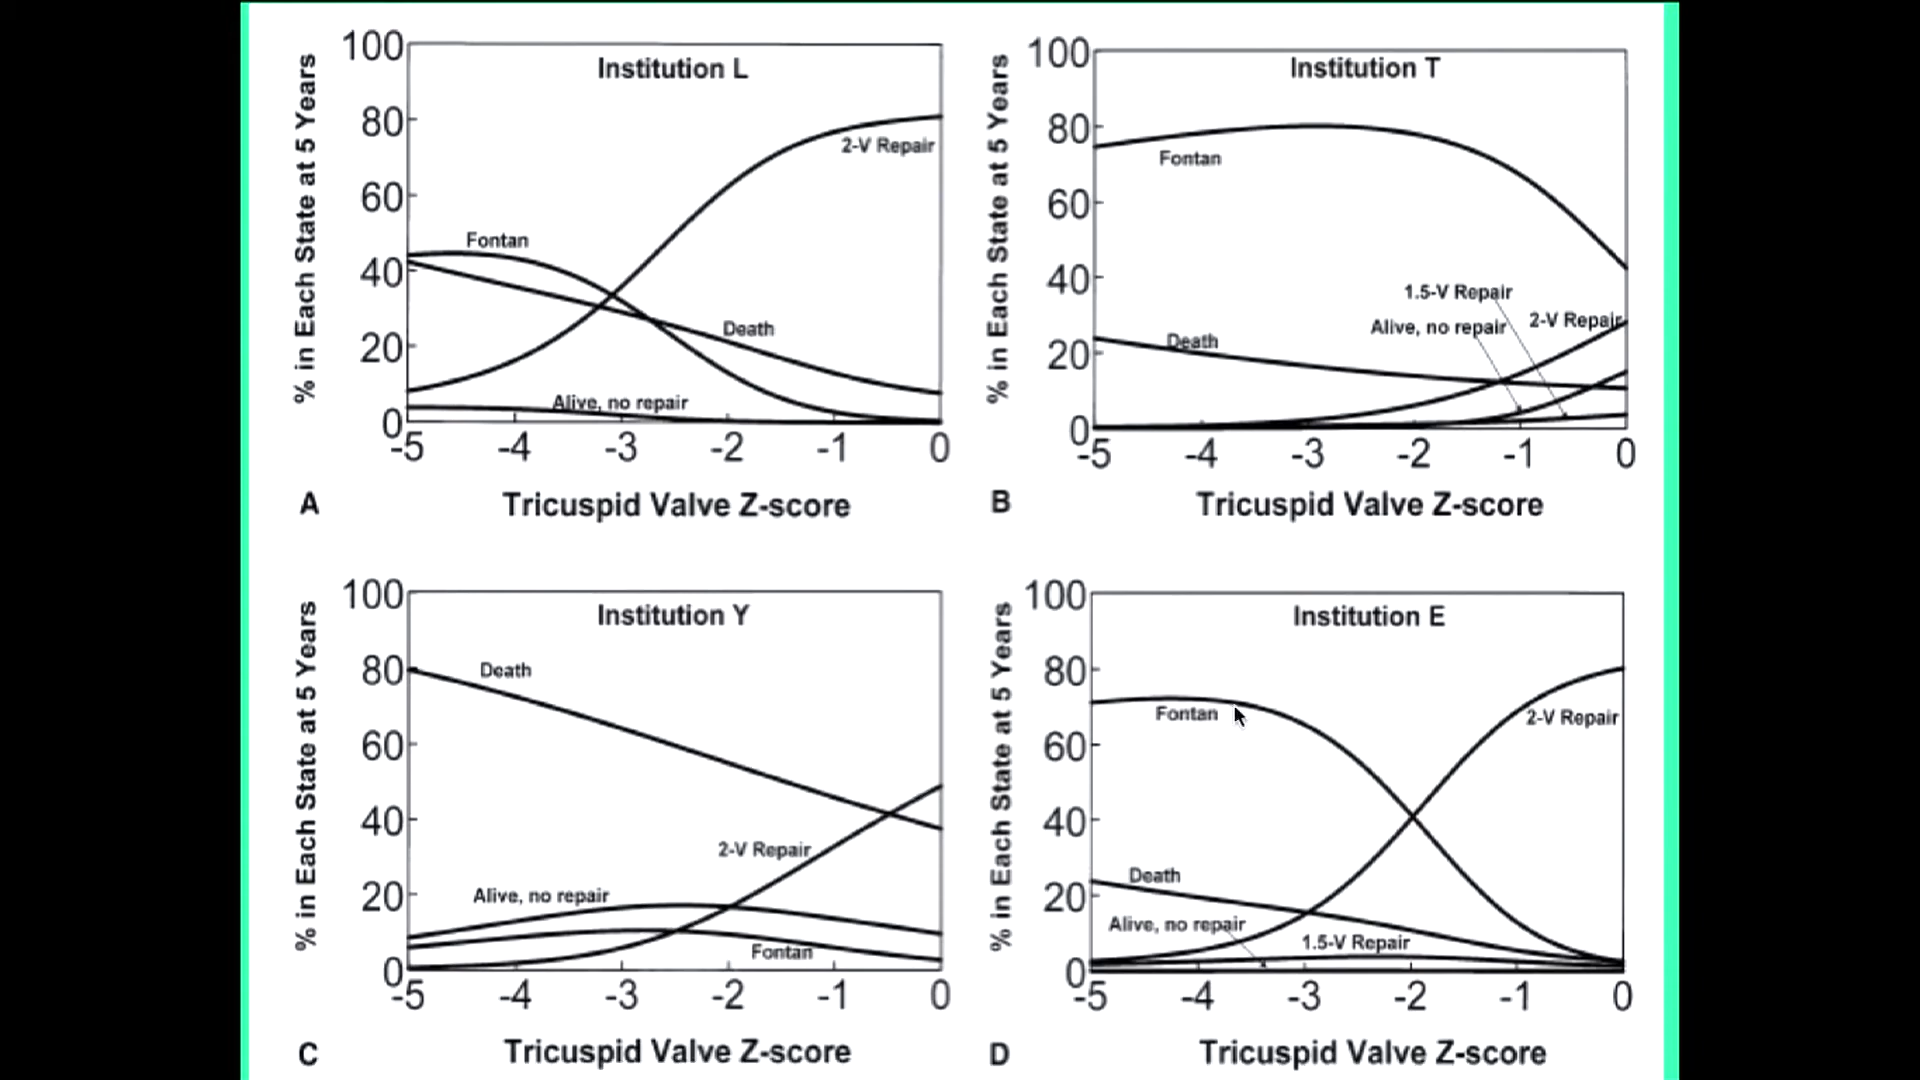 Institution L
% in Each State at 5 Years
100
80
60
40
20
0
2-V Repair
Fontan
Death
Alive, no repair
-5 -4 -3 -2 -1 0
A
Tricuspid Valve Z-score
Institution T
% in Each State at 5 Years
100
80
60
40
20
0
Fontan
1.5-V Repair
Alive, no repair
2-V Repair
Death
-5 -4 -3 -2 -1 0
B
Tricuspid Valve Z-score
Institution Y
% in Each State at 5 Years
100
80
60
40
20
0
Death
2-V Repair
Alive, no repair
Fontan
-5 -4 -3 -2 -1 0
C
Tricuspid Valve Z-score
Institution E
% in Each State at 5 Years
100
80
60
40
20
0
Fontan
2-V Repair
Death
Alive, no repair
1.5-V Repair
-5 -4 -3 -2 -1 0
D
Tricuspid Valve Z-score